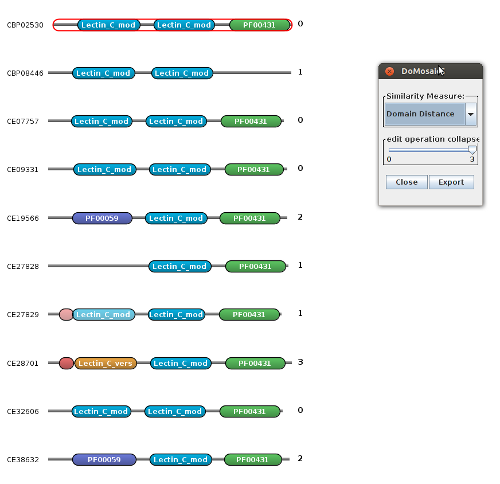 CBP02530 Lectin_C_mod Lectin_C_mod PF00431 0
DoMosaic
CBP08446 Lectin_C_mod Lectin_C_mod 1
Similarity Measure:
Domain Distance
CE07757 Lectin_C_mod Lectin_C_mod PF00431 0
edit operation collapse
0 3
CE09331 Lectin_C_mod Lectin_C_mod PF00431 0
Close Export
CE19566 PF00059 Lectin_C_mod PF00431 2
CE27828 Lectin_C_mod PF00431 1
CE27829 Lectin_C_mod Lectin_C_mod PF00431 1
CE28701 Lectin_C_vers Lectin_C_mod PF00431 3
CE32606 Lectin_C_mod Lectin_C_mod PF00431 0
CE38632 PF00059 Lectin_C_mod PF00431 2